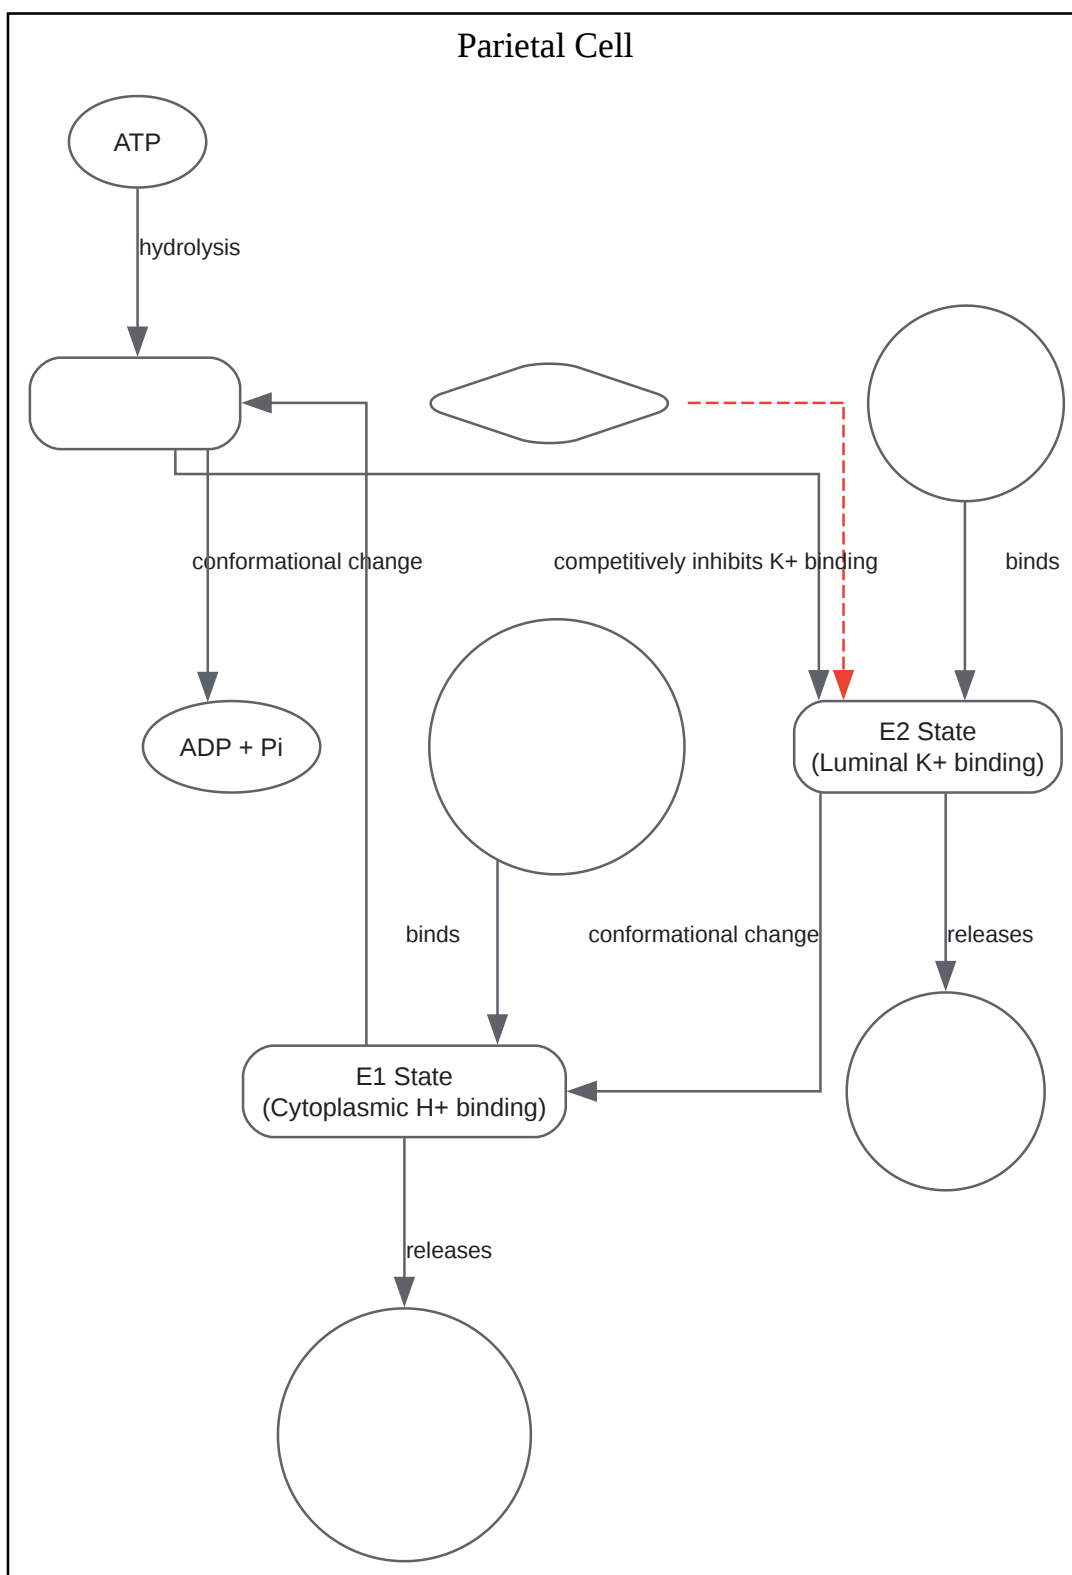 Parietal Cell
ATP
hydrolysis
conformational change
competitively inhibits K+ binding
binds
ADP + Pi
E2 State
(Luminal K+ binding)
binds
conformational change
releases
E1 State
(Cytoplasmic H+ binding)
releases